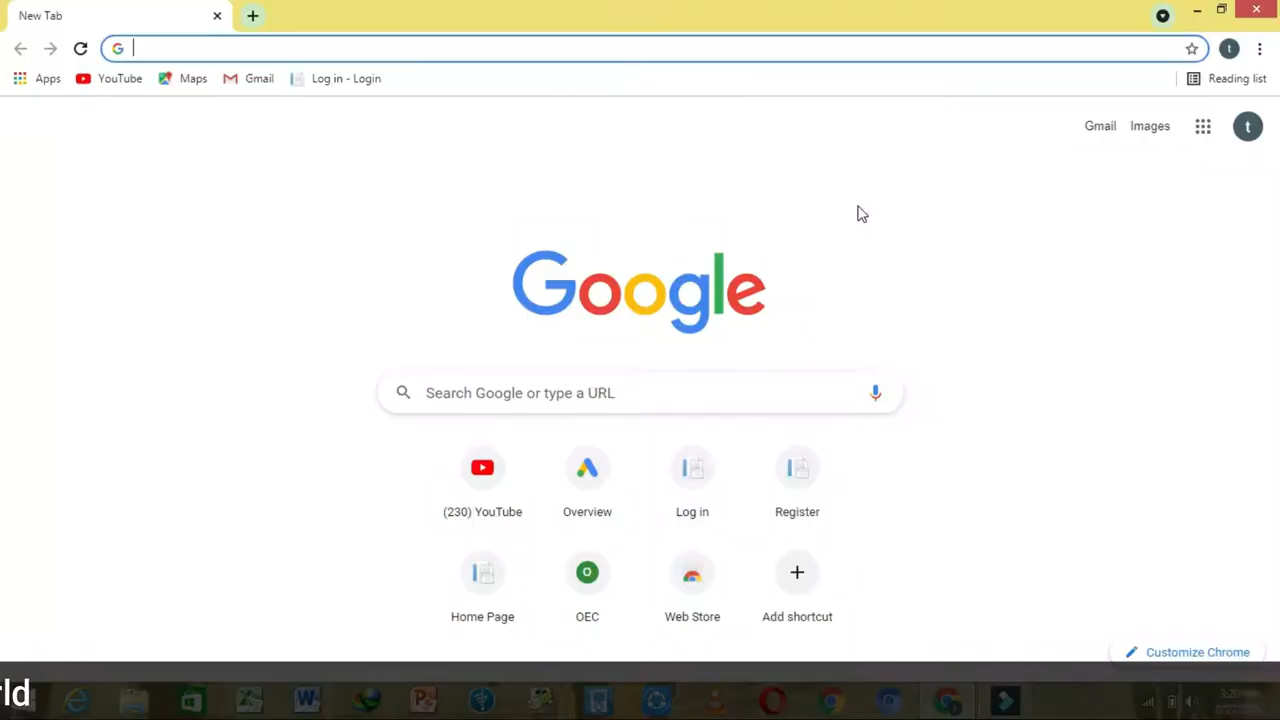 New Tab
Apps YouTube Maps Gmail Log in - Login Reading list
Gmail Images t
t
Google
Search Google or type a URL
(230) YouTube Overview Log in Register
O
Home Page OEC Web Store Add shortcut
Customize Chrome
rld